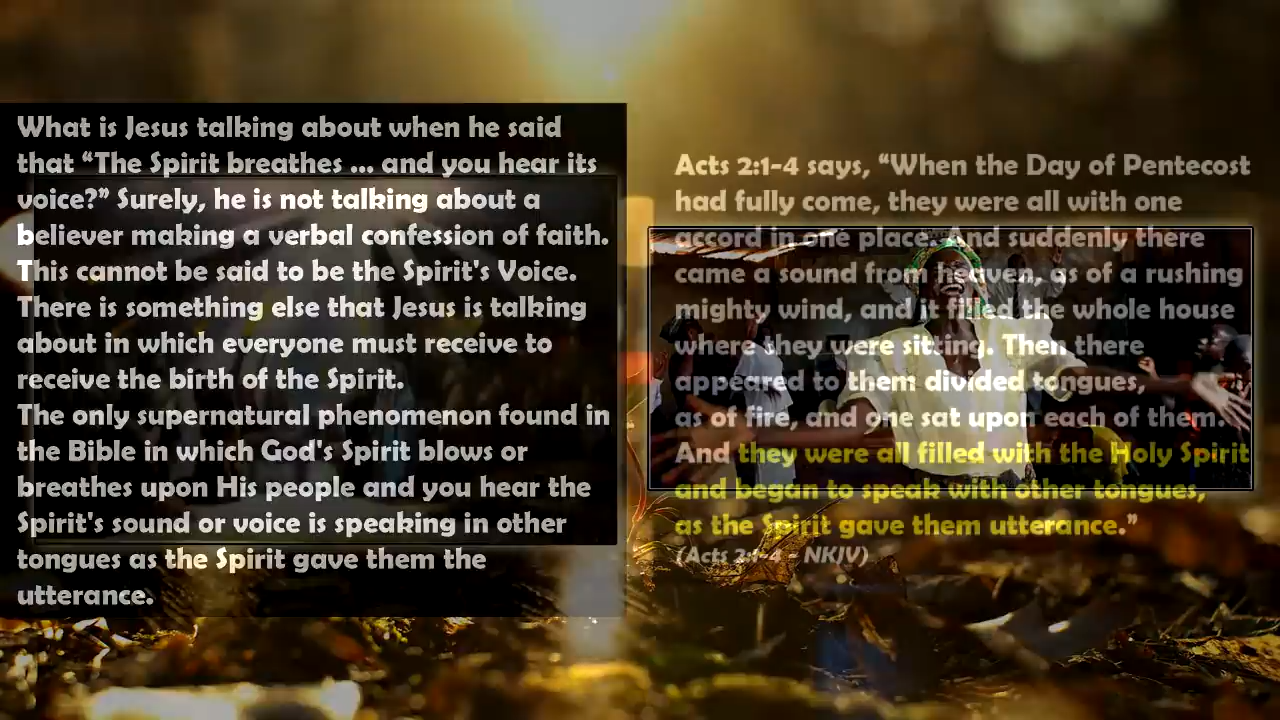 What is Jesus talking about when he said
that “The Spirit breathes ... and you hear its
voice?” Surely, he is not talking about a
believer making a verbal confession of faith.
This cannot be said to be the Spirit's Voice.
There is something else that Jesus is talking
about in which everyone must receive to
receive the birth of the Spirit.
The only supernatural phenomenon found in
the Bible in which God's Spirit blows or
breathes upon His people and you hear the
Spirit's sound or voice is speaking in other
tongues as the Spirit gave them the
utterance.
Acts 2:1-4 says, “When the Day of Pentecost
had fully come, they were all with one
accord in one place. And suddenly there
came a sound from heaven, as of a rushing
mighty wind, and it filled the whole house
where they were sitting. Then there
appeared to them divided tongues,
as of fire, and one sat upon each of them.
And they were all filled with the Holy Spirit
and began to speak with other tongues,
as the Spirit gave them utterance.”
(Acts 2:1-4 - NKJV)